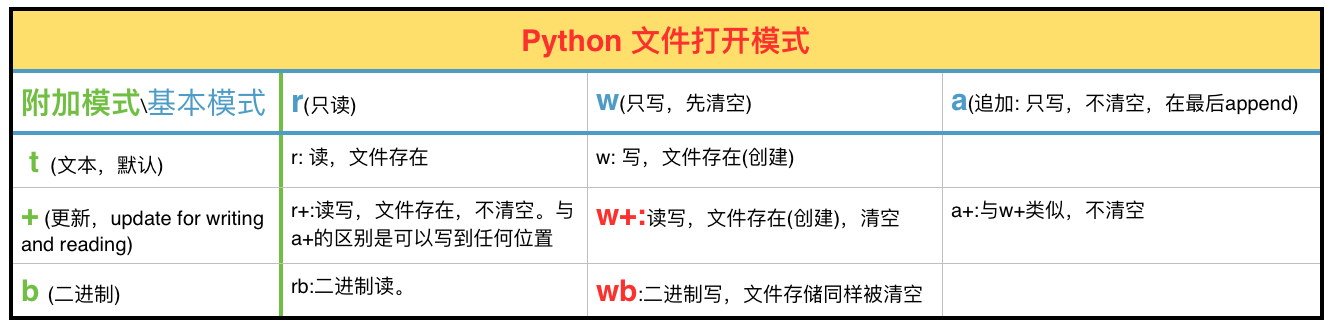 Python 文件打开模式
附加模式\基本模式
r(只读)
w(只写，先清空)
a(追加: 只写，不清空，在最后append)
t (文本，默认)
r: 读，文件存在
w: 写，文件存在(创建)
+ (更新，update for writing
and reading)
r+:读写，文件存在，不清空。与
a+的区别是可以写到任何位置
w+:读写，文件存在(创建)，清空
a+:与w+类似，不清空
b (二进制)
rb:二进制读。
wb:二进制写，文件存储同样被清空